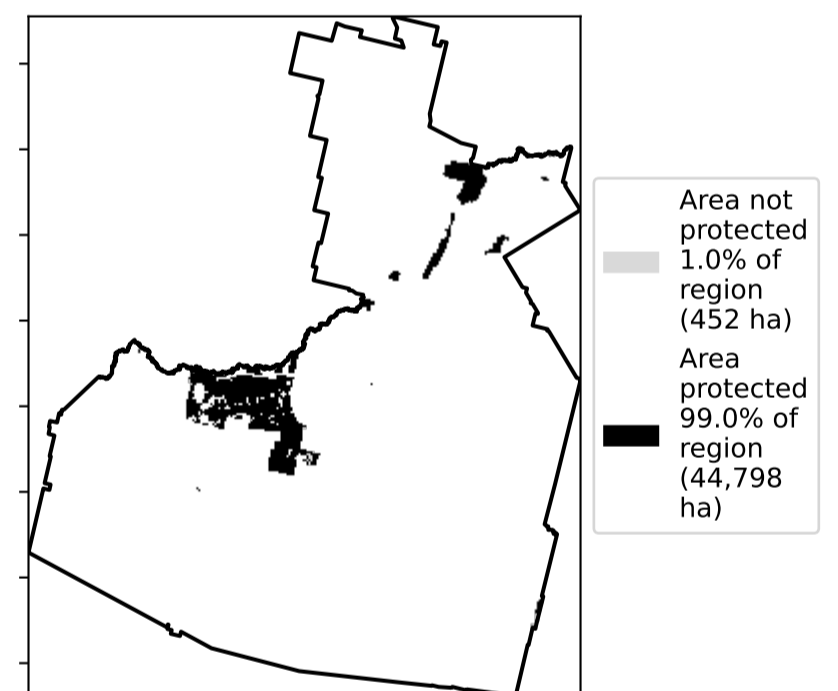 Area not
protected
1.0% of
region
(452 ha)
Area
protected
99.0% of
region
(44,798
ha)